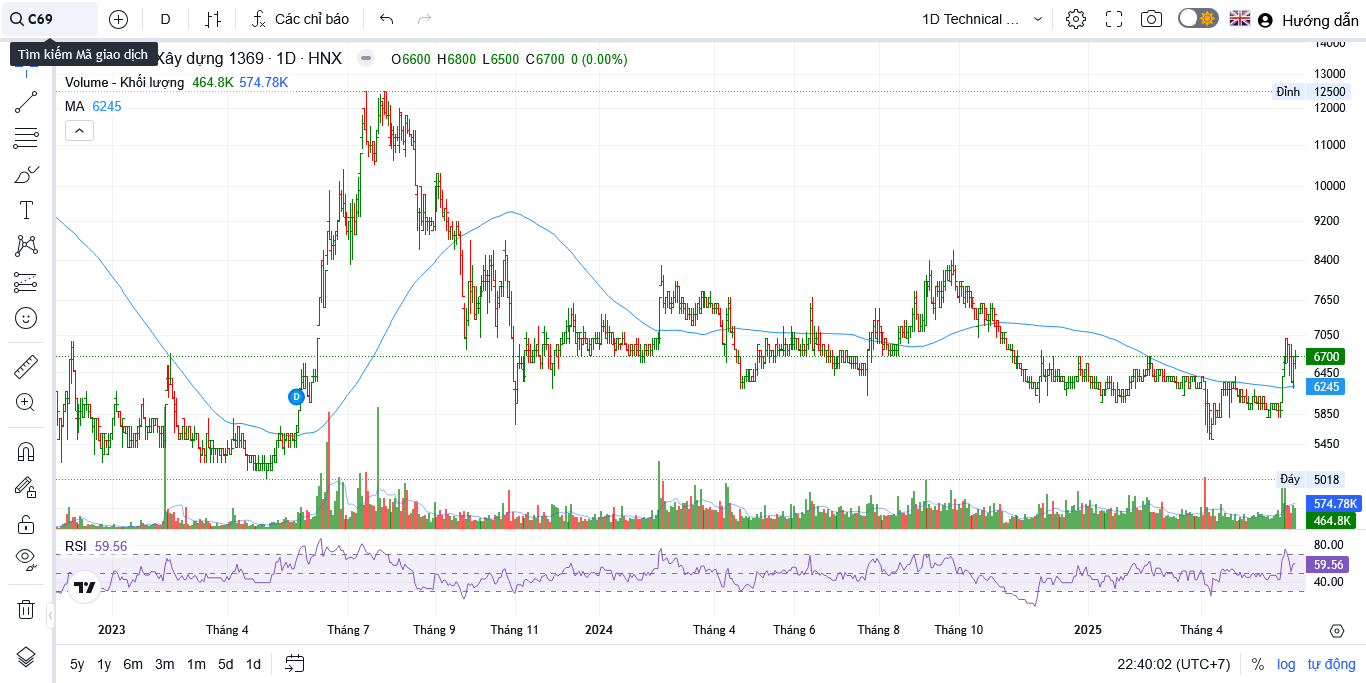 C69 D Các chỉ báo 1D Technical ... Hướng dẫn
Tìm kiếm Mã giao dịch Xây dựng 1369 · 1D · HNX O6600 H6800 L6500 C6700 0 (0.00%)
Volume - Khối lượng 464.8K 574.78K
MA 6245
14000
13000
Đỉnh 12500
12000
11000
10000
9200
8400
7650
7050
6700
6450
6245
D
5850
5450
Đáy 5018
574.78K
464.8K
RSI 59.56
80.00
59.56
40.00
2023 Tháng 4 Tháng 7 Tháng 9 Tháng 11 2024 Tháng 4 Tháng 6 Tháng 8 Tháng 10 2025 Tháng 4
5y 1y 6m 3m 1m 5d 1d 22:40:02 (UTC+7) % log tự động